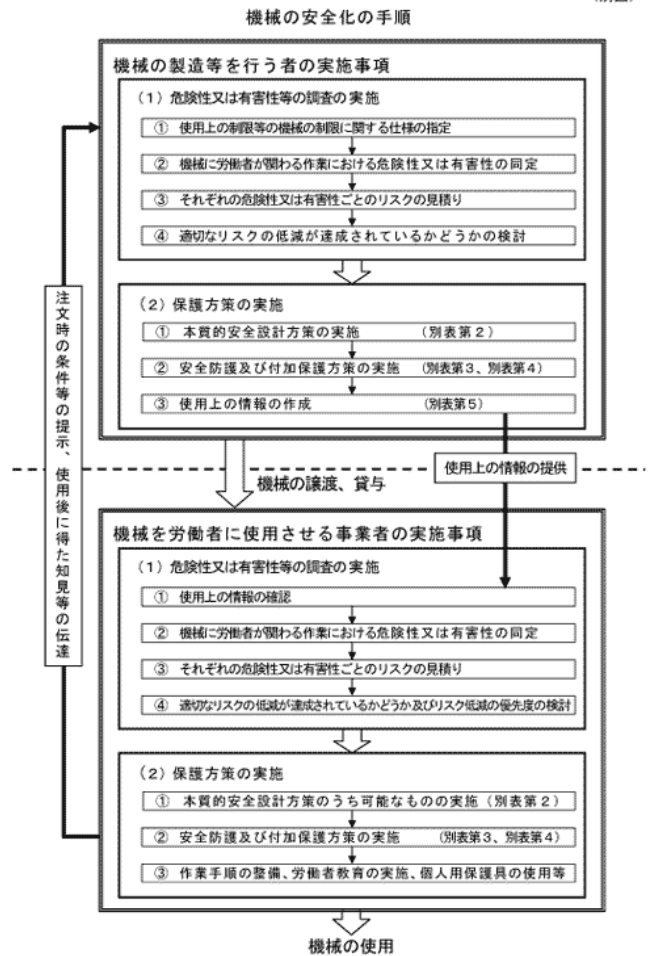 機械の安全化の手順
機械の製造等を行う者の実施事項
(1)危険性又は有害性等の調査の実施
① 使用上の制限等の機械の制限に関する仕様の指定
② 機械に労働者が関わる作業における危険性又は有害性の同定
③ それぞれの危険性又は有害性ごとのリスクの見積り
④ 適切なリスクの低減が達成されているかどうかの検討
(2)保護方策の実施
① 本質的安全設計方策の実施 (別表第2)
② 安全防護及び付加保護方策の実施 (別表第3、別表第4)
③ 使用上の情報の作成 (別表第5)
使用上の情報の提供
機械の譲渡、貸与
注文時の条件等の提示、使用後に得た知見等の伝達
機械を労働者に使用させる事業者の実施事項
(1)危険性又は有害性等の調査の実施
① 使用上の情報の確認
② 機械に労働者が関わる作業における危険性又は有害性の同定
③ それぞれの危険性又は有害性ごとのリスクの見積り
④ 適切なリスクの低減が達成されているかどうか及びリスク低減の優先度の検討
(2)保護方策の実施
① 本質的安全設計方策のうち可能なものの実施(別表第2)
② 安全防護及び付加保護方策の実施 (別表第3、別表第4)
③ 作業手順の整備、労働者教育の実施、個人用保護具の使用等
機械の使用